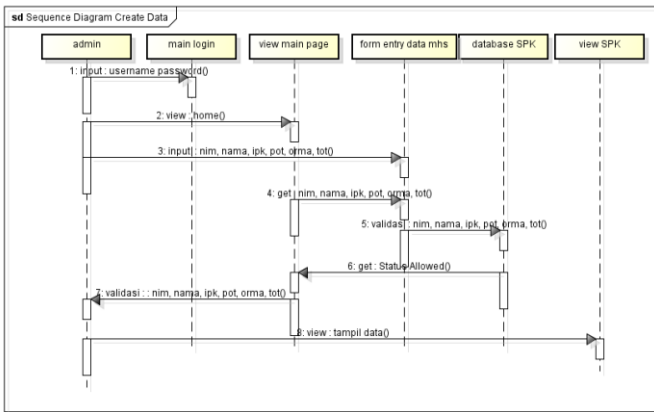 sd Sequence Diagram Create Data
admin
main login
view main page
form entry data mhs
database SPK
view SPK
1: input : username password()
2: view : home()
3: input : nim, nama, ipk, pot, orma, tot()
4: get : nim, nama, ipk, pot, orma, tot()
5: validasi : nim, nama, ipk, pot, orma, tot()
6: get : Status Allowed()
7: validasi : : nim, nama, ipk, pot, orma, tot()
8: view : tampil data()